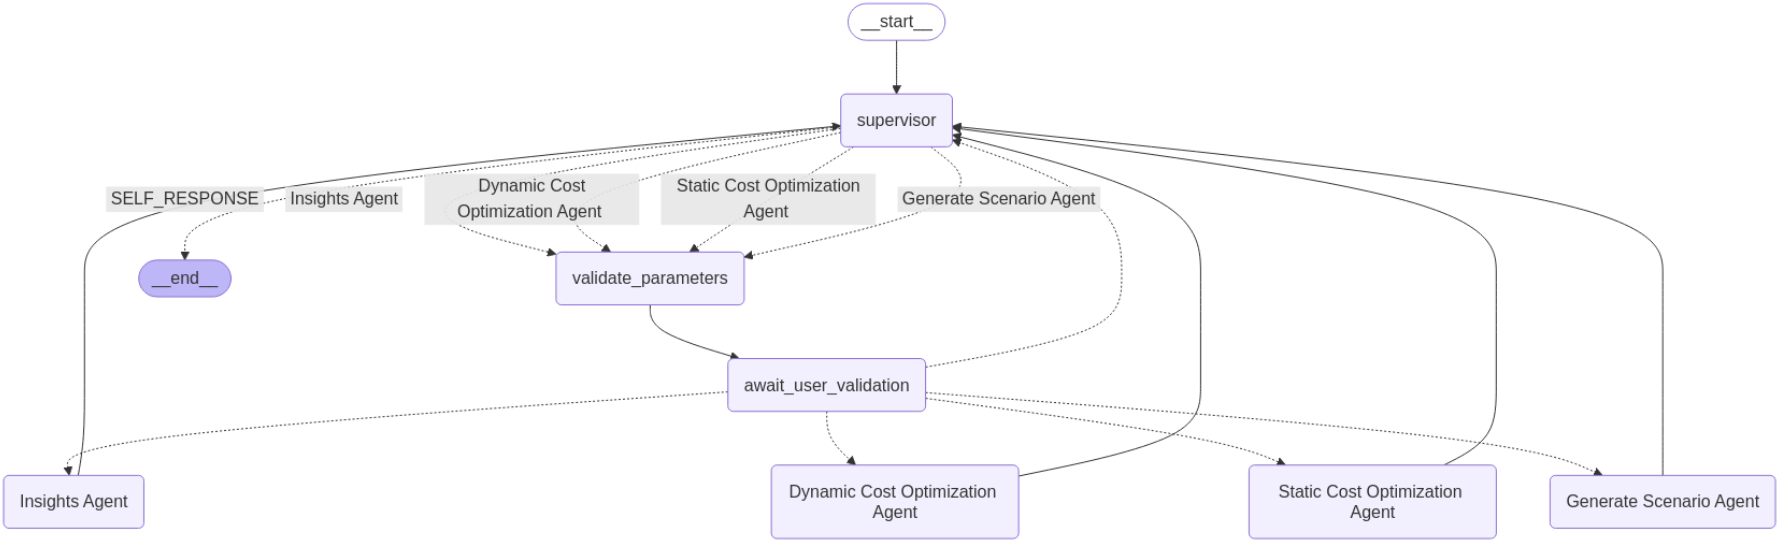 __start__
supervisor
SELF_RESPONSE
Insights Agent
Dynamic Cost
Optimization Agent
Static Cost Optimization
Agent
Generate Scenario Agent
__end__
validate_parameters
await_user_validation
Insights Agent
Dynamic Cost Optimization
Agent
Static Cost Optimization
Agent
Generate Scenario Agent